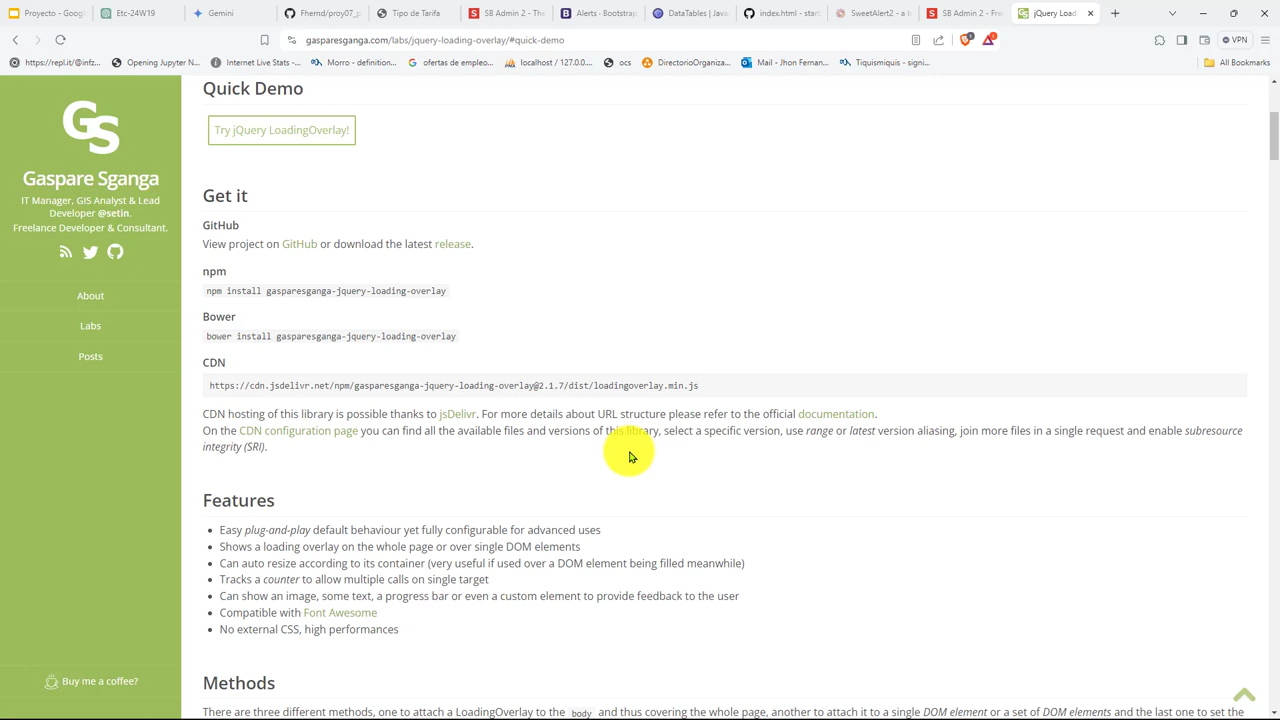 Proyecto - Google
Etc-24W19
Gemini
Fhernd/proy07_p
Tipo de Tarifa
SB Admin 2 - The
Alerts · Bootstrap
DataTables | Java
index.html - start
SweetAlert2 - a b
SB Admin 2 - Fre
jQuery Loadi
gasparesganga.com/labs/jquery-loading-overlay/#quick-demo
VPN
https://repl.it/@infz...
Opening Jupyter N...
Internet Live Stats -...
Morro - definition...
ofertas de empleo...
localhost / 127.0.0...
ocs
DirectorioOrganiza...
Mail - Jhon Fernan...
Tiquismiquis - signi...
All Bookmarks
GS
Gaspare Sganga
IT Manager, GIS Analyst & Lead
Developer @setin.
Freelance Developer & Consultant.
About
Labs
Posts
Buy me a coffee?
Quick Demo
Try jQuery LoadingOverlay!
Get it
GitHub
View project on GitHub or download the latest release.
npm
npm install gasparesganga-jquery-loading-overlay
Bower
bower install gasparesganga-jquery-loading-overlay
CDN
https://cdn.jsdelivr.net/npm/gasparesganga-jquery-loading-overlay@2.1.7/dist/loadingoverlay.min.js
CDN hosting of this library is possible thanks to jsDelivr. For more details about URL structure please refer to the official documentation.
On the CDN configuration page you can find all the available files and versions of this library, select a specific version, use range or latest version aliasing, join more files in a single request and enable subresource
integrity (SRI).
Features
• Easy plug-and-play default behaviour yet fully configurable for advanced uses
• Shows a loading overlay on the whole page or over single DOM elements
• Can auto resize according to its container (very useful if used over a DOM element being filled meanwhile)
• Tracks a counter to allow multiple calls on single target
• Can show an image, some text, a progress bar or even a custom element to provide feedback to the user
• Compatible with Font Awesome
• No external CSS, high performances
Methods
There are three different methods, one to attach a LoadingOverlay to the body and thus covering the whole page, another to attach it to a single DOM element or a set of DOM elements and the last one to set the